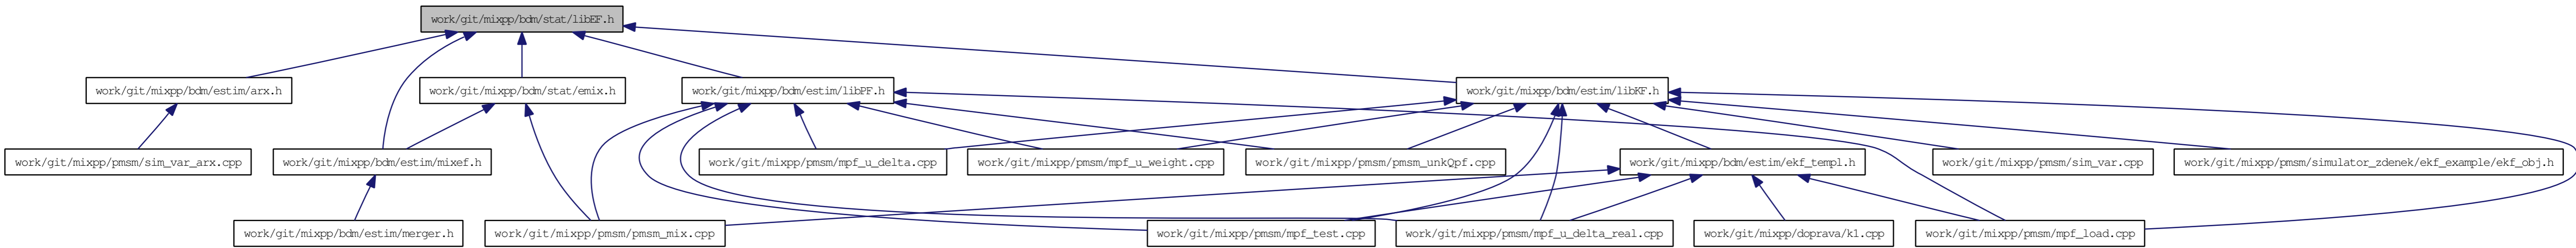 work/git/mixpp/bdm/stat/libEF.h
work/git/mixpp/bdm/estim/arx.h
work/git/mixpp/bdm/stat/emix.h
work/git/mixpp/bdm/estim/libPF.h
work/git/mixpp/bdm/estim/libKF.h
work/git/mixpp/pmsm/sim_var_arx.cpp
work/git/mixpp/bdm/estim/mixef.h
work/git/mixpp/pmsm/mpf_u_delta.cpp
work/git/mixpp/pmsm/mpf_u_weight.cpp
work/git/mixpp/pmsm/pmsm_unkQpf.cpp
work/git/mixpp/bdm/estim/ekf_templ.h
work/git/mixpp/pmsm/sim_var.cpp
work/git/mixpp/pmsm/simulator_zdenek/ekf_example/ekf_obj.h
work/git/mixpp/bdm/estim/merger.h
work/git/mixpp/pmsm/pmsm_mix.cpp
work/git/mixpp/pmsm/mpf_test.cpp
work/git/mixpp/pmsm/mpf_u_delta_real.cpp
work/git/mixpp/doprava/k1.cpp
work/git/mixpp/pmsm/mpf_load.cpp